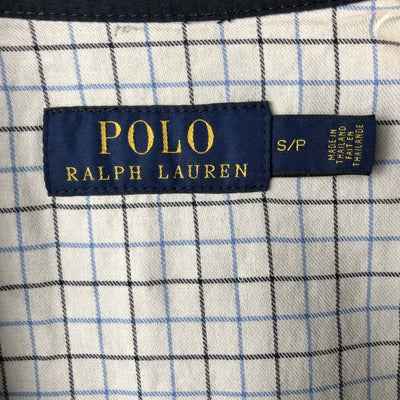 POLO
RALPH LAUREN
S/P
MADE IN
THAILAND
FAIT EN
THAILANDE